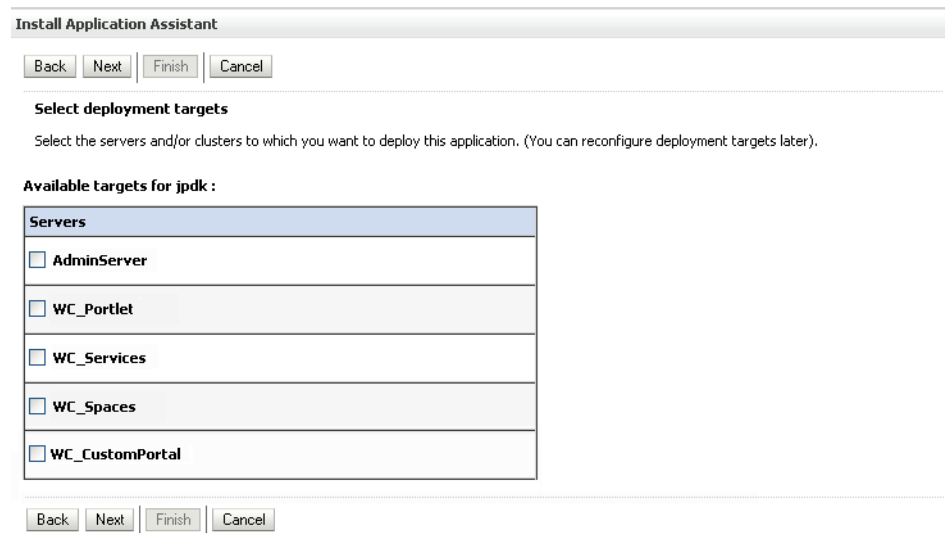 Install Application Assistant
Back Next Finish Cancel
Select deployment targets
Select the servers and/or clusters to which you want to deploy this application. (You can reconfigure deployment targets later).
Available targets for jpdk :
Servers
AdminServer
WC_Portlet
WC_Services
WC_Spaces
WC_CustomPortal
Back Next Finish Cancel